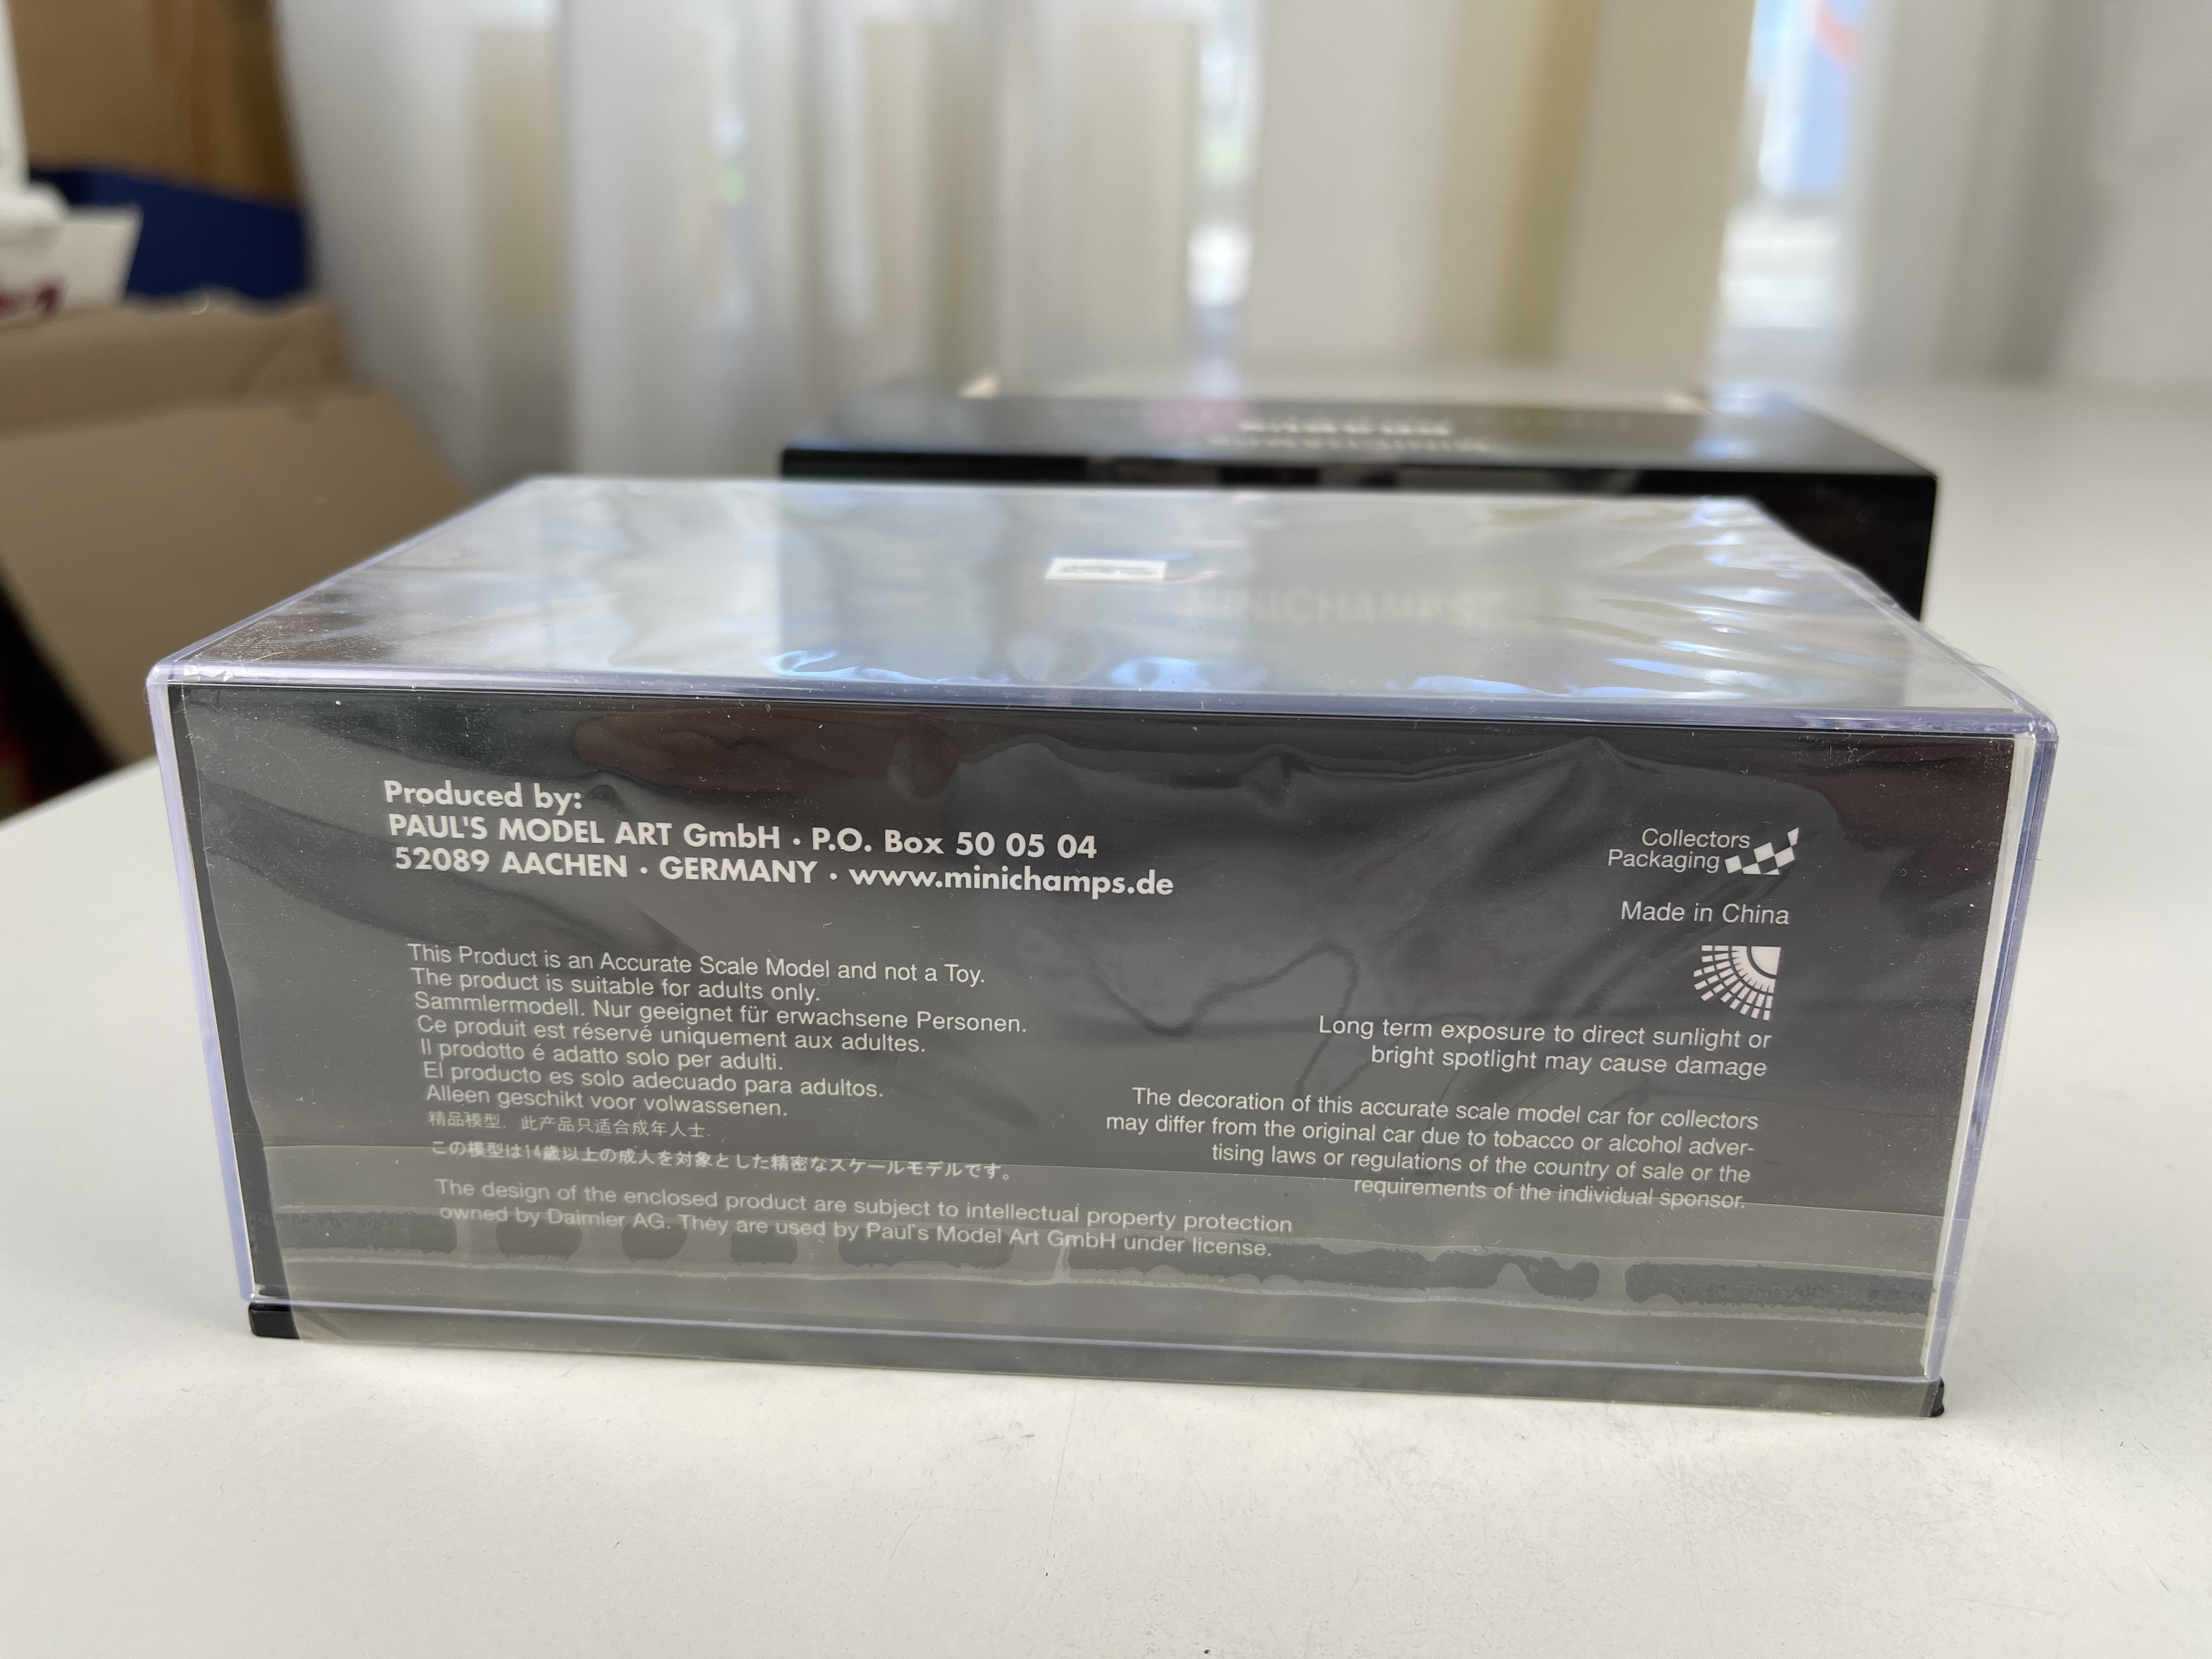 MINICHAMPS
Produced by:
PAUL'S MODEL ART GmbH · P.O. Box 50 05 04
52089 AACHEN · GERMANY · www.minichamps.de
This Product is an Accurate Scale Model and not a Toy.
The product is suitable for adults only.
Sammlermodell. Nur geeignet für erwachsene Personen.
Ce produit est réservé uniquement aux adultes.
Il prodotto é adatto solo per adulti.
El producto es solo adecuado para adultos.
Alleen geschikt voor volwassenen.
精品模型，此产品只适合成年人士.
この模型は14歳以上の成人を対象とした精密なスケールモデルです。
The design of the enclosed product are subject to intellectual property protection
owned by Daimler AG. They are used by Paul`s Model Art GmbH under license.
Collectors
Packaging
Made in China
Long term exposure to direct sunlight or
bright spotlight may cause damage
The decoration of this accurate scale model car for collectors
may differ from the original car due to tobacco or alcohol adver-
tising laws or regulations of the country of sale or the
requirements of the individual sponsor.